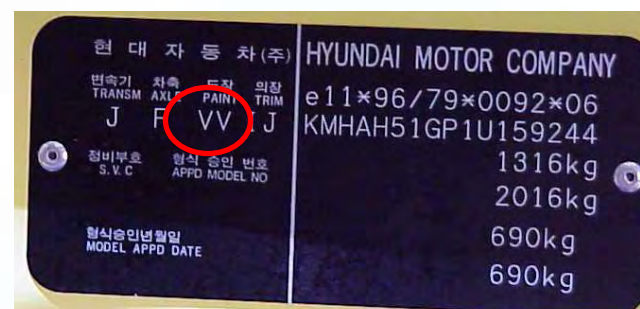 현 대 자 동 차 (주)
변속기 차축 도장 의장
TRANSM AXLE PAINT TRIM
J F VV IJ
정비부호 형식 승인 번호
S.V.C APPD MODEL NO
형식승인년월일
MODEL APPD DATE
HYUNDAI MOTOR COMPANY
e11*96/79*0092*06
KMHAH51GP1U159244
1316kg
2016kg
690kg
690kg